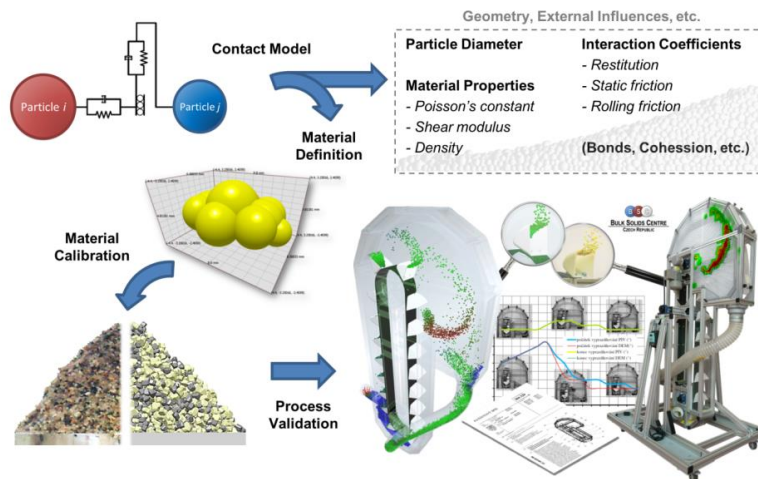 Geometry, External Influences, etc.
Contact Model
Particle Diameter
Interaction Coefficients
- Restitution
- Static friction
- Rolling friction
Material Properties
- Poisson's constant
- Shear modulus
- Density
(Bonds, Cohession, etc.)
Particle i
Particle j
Material
Definition
Material
Calibration
BULK SOLIDS CENTRE
CZECH REPUBLIC
Process
Validation